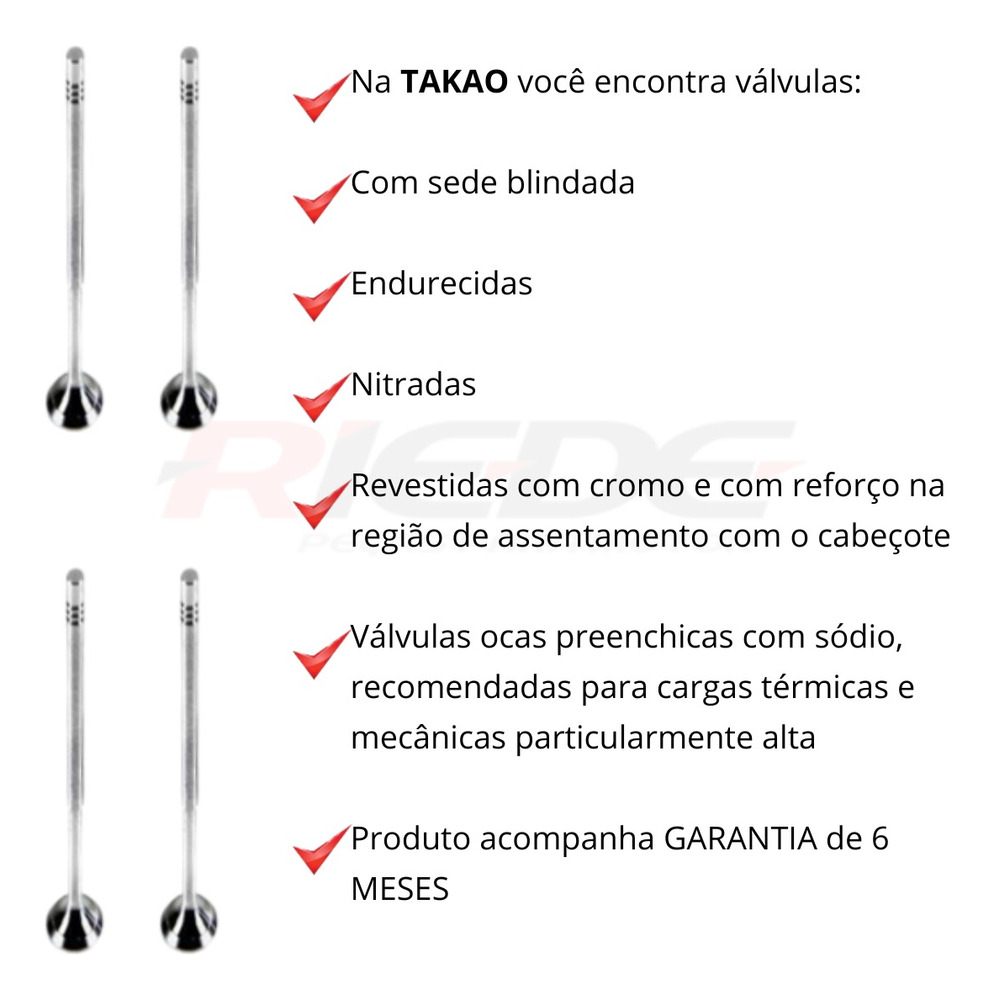 Na TAKAO você encontra válvulas:
Com sede blindada
Endurecidas
Nitradas
RIEDE
Revestidas com cromo e com reforço na
região de assentamento com o cabeçote
Válvulas ocas preenchicas com sódio,
recomendadas para cargas térmicas e
mecânicas particularmente alta
Produto acompanha GARANTIA de 6
MESES